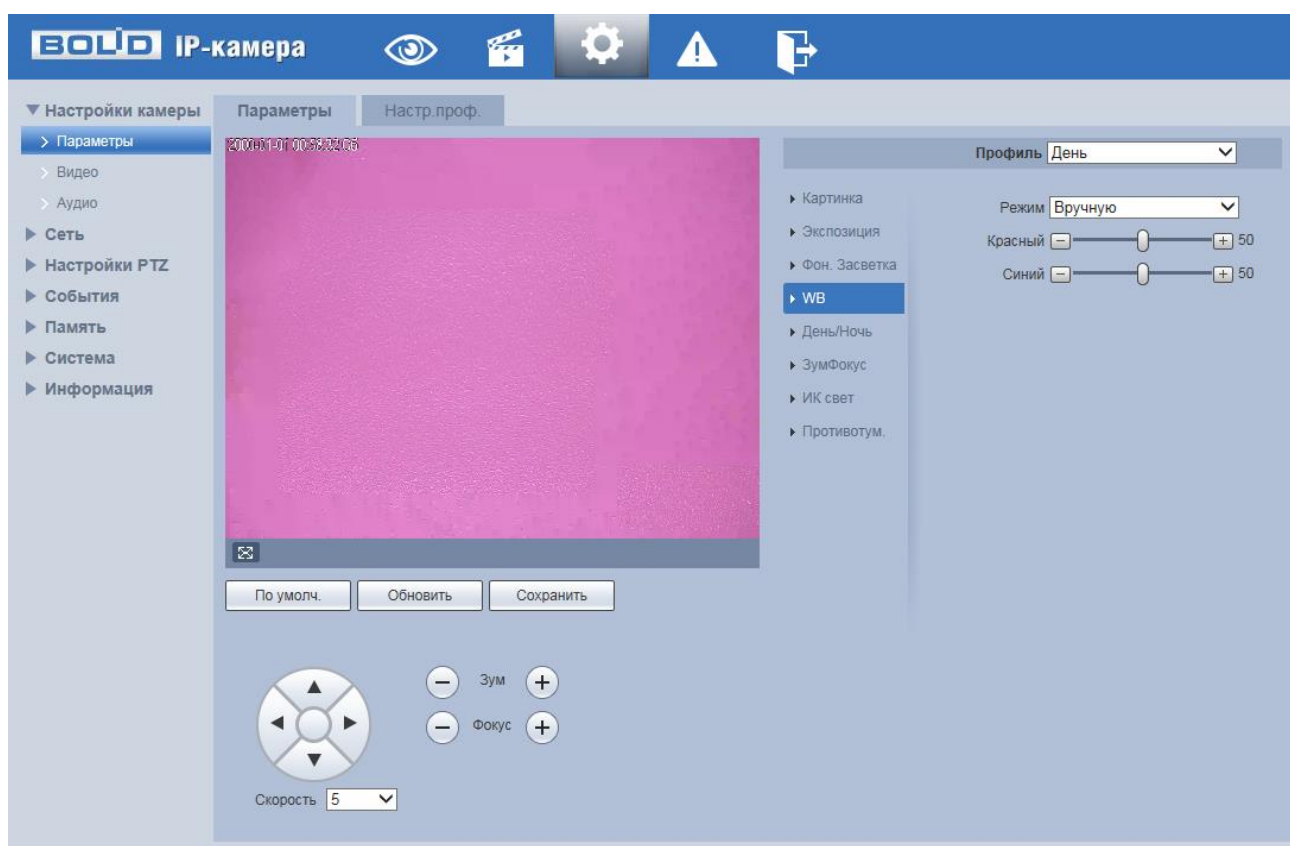 BOLID IP-камера
Настройки камеры
Параметры
Видео
Аудио
Сеть
Настройки PTZ
События
Память
Система
Информация
Параметры
Настр.проф.
Профиль День
Картинка
Экспозиция
Фон. Засветка
WB
День/Ночь
ЗумФокус
ИК свет
Противотум.
Режим Вручную
Красный 50
Синий 50
По умолч.
Обновить
Сохранить
Зум
Фокус
Скорость 5